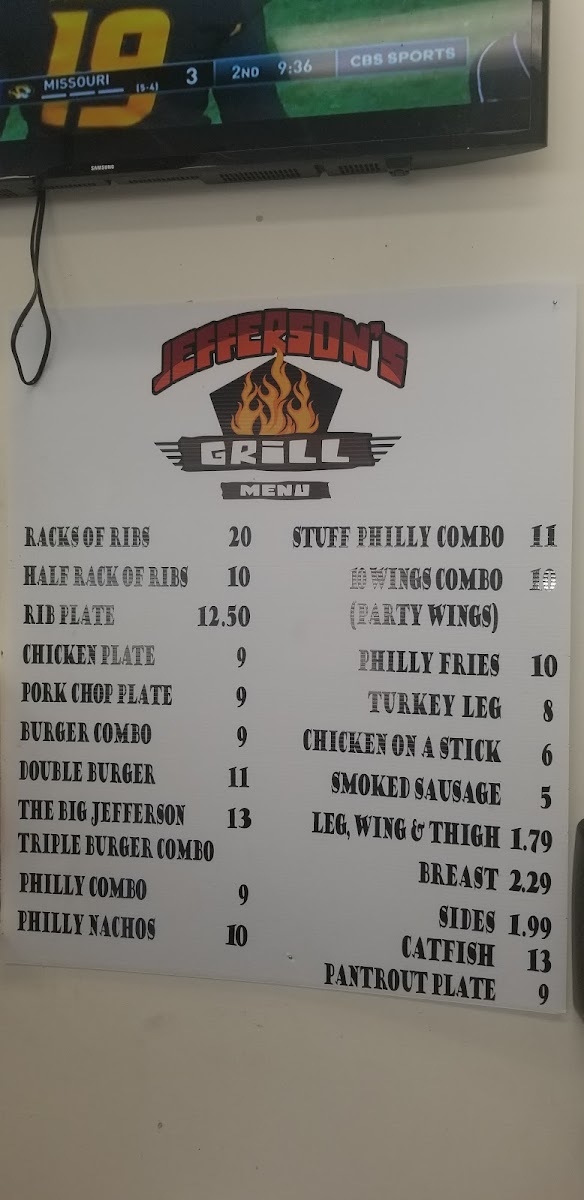 19
MISSOURI (5-4) 3 2ND 9:36 CBS SPORTS
SAMSUNG
JEFFERSON'S
GRILL
MENU
RACKS OF RIBS 20
HALF RACK OF RIBS 10
RIB PLATE 12.50
CHICKEN PLATE 9
PORK CHOP PLATE 9
BURGER COMBO 9
DOUBLE BURGER 11
THE BIG JEFFERSON 13
TRIPLE BURGER COMBO
PHILLY COMBO 9
PHILLY NACHOS 10
STUFF PHILLY COMBO 11
10 WINGS COMBO 10
(PARTY WINGS)
PHILLY FRIES 10
TURKEY LEG 8
CHICKEN ON A STICK 6
SMOKED SAUSAGE 5
LEG, WING & THIGH 1.79
BREAST 2.29
SIDES 1.99
CATFISH 13
PANTROUT PLATE 9